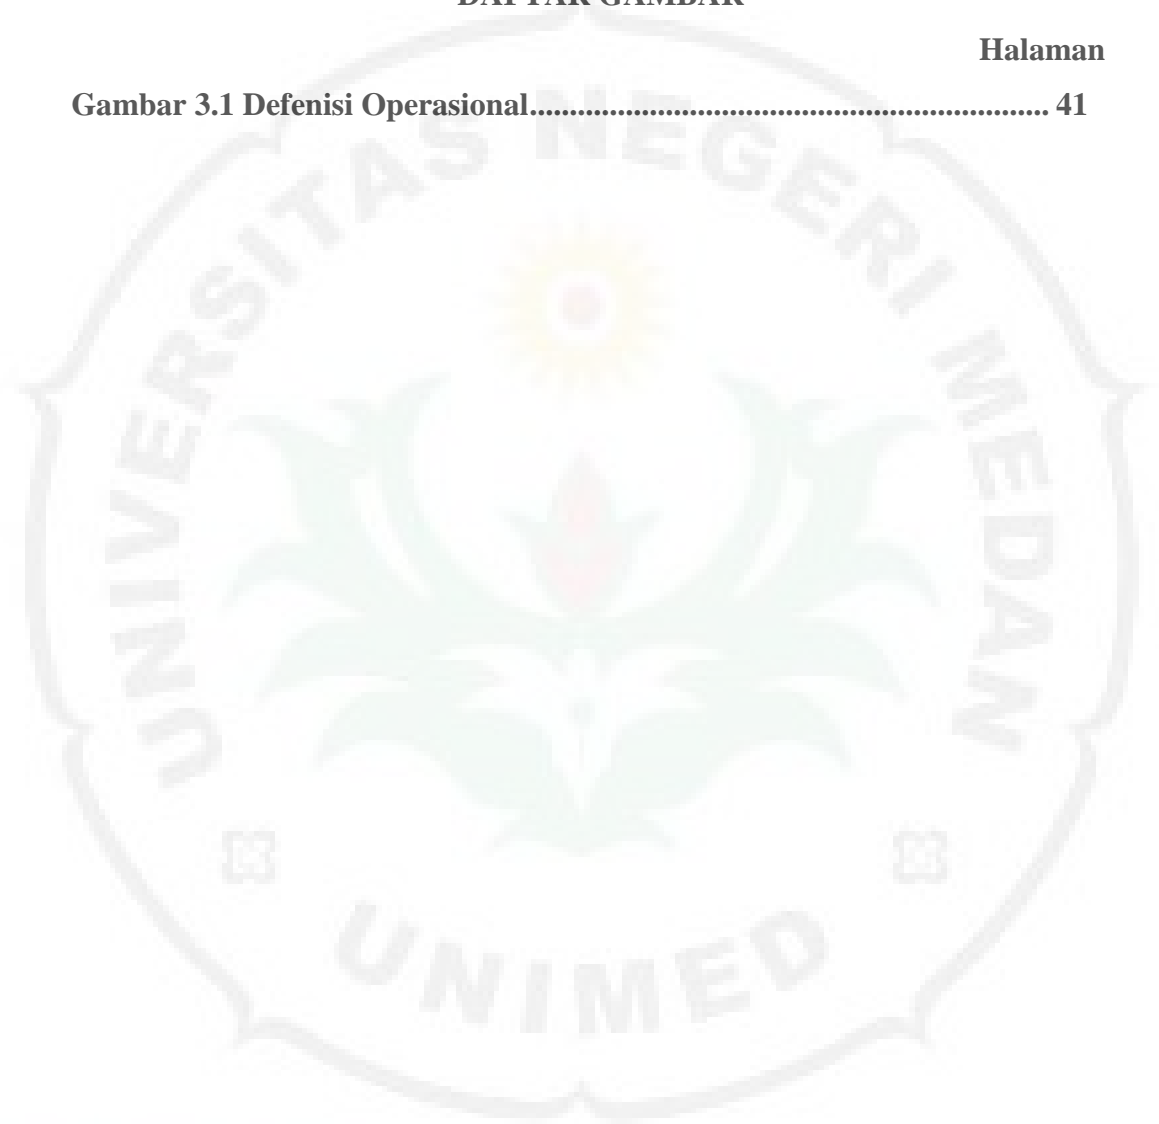 DAFTAR GAMBAR
Halaman
Gambar 3.1 Defenisi Operasional............................................................... 41
UNIVERSITAS NEGERI MEDAN
UNIMED